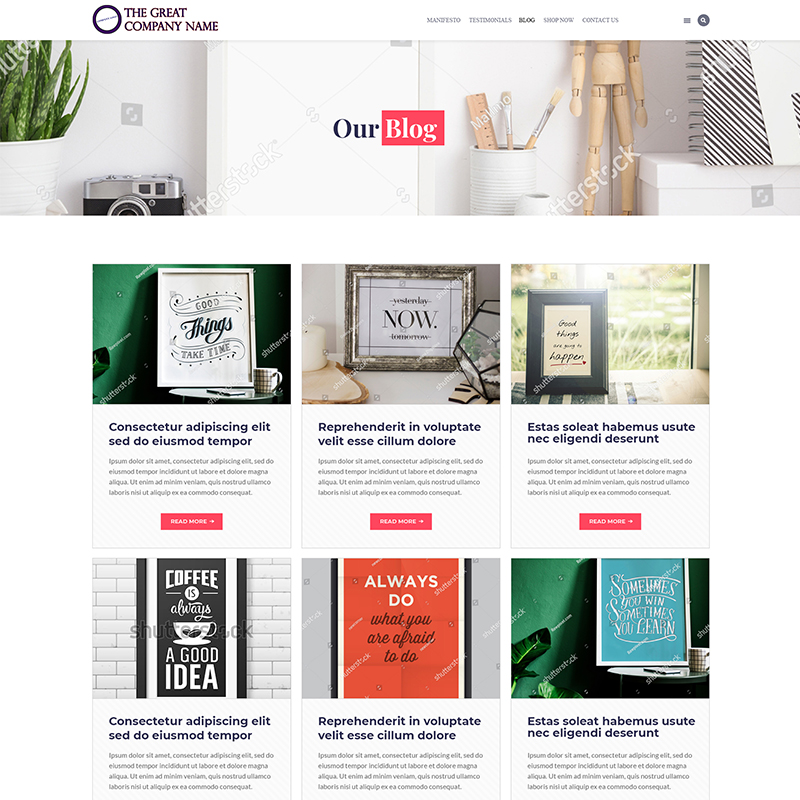 THE GREAT
COMPANY NAME
MANIFESTO TESTIMONIALS BLOG SHOP NOW CONTACT US
Our Blog
shutterstock
GOOD
Things
TAKE TIME
yesterday
NOW.
tomorrow
Good
things
are going to
happen
Consectetur adipiscing elit
sed do eiusmod tempor
Ipsum dolor sit amet, consectetur adipiscing elit, sed do
eiusmod tempor incididunt ut labore et dolore magna
aliqua. Ut enim ad minim veniam, quis nostrud ullamco
laboris nisi ut aliquip ex ea commodo consequat.
READ MORE →
Reprehenderit in voluptate
velit esse cillum dolore
Ipsum dolor sit amet, consectetur adipiscing elit, sed do
eiusmod tempor incididunt ut labore et dolore magna
aliqua. Ut enim ad minim veniam, quis nostrud ullamco
laboris nisi ut aliquip ex ea commodo consequat.
READ MORE →
Estas soleat habemus usute
nec eligendi deserunt
Ipsum dolor sit amet, consectetur adipiscing elit, sed do
eiusmod tempor incididunt ut labore et dolore magna
aliqua. Ut enim ad minim veniam, quis nostrud ullamco
laboris nisi ut aliquip ex ea commodo consequat.
READ MORE →
COFFEE
IS
always
A GOOD
IDEA
shutterstock
ALWAYS
DO
what you
are afraid
to do
SOMETIMES
YOU WIN
SOMETIMES
YOU LEARN
Consectetur adipiscing elit
sed do eiusmod tempor
Ipsum dolor sit amet, consectetur adipiscing elit, sed do
eiusmod tempor incididunt ut labore et dolore magna
aliqua. Ut enim ad minim veniam, quis nostrud ullamco
laboris nisi ut aliquip ex ea commodo consequat.
Reprehenderit in voluptate
velit esse cillum dolore
Ipsum dolor sit amet, consectetur adipiscing elit, sed do
eiusmod tempor incididunt ut labore et dolore magna
aliqua. Ut enim ad minim veniam, quis nostrud ullamco
laboris nisi ut aliquip ex ea commodo consequat.
Estas soleat habemus usute
nec eligendi deserunt
Ipsum dolor sit amet, consectetur adipiscing elit, sed do
eiusmod tempor incididunt ut labore et dolore magna
aliqua. Ut enim ad minim veniam, quis nostrud ullamco
laboris nisi ut aliquip ex ea commodo consequat.